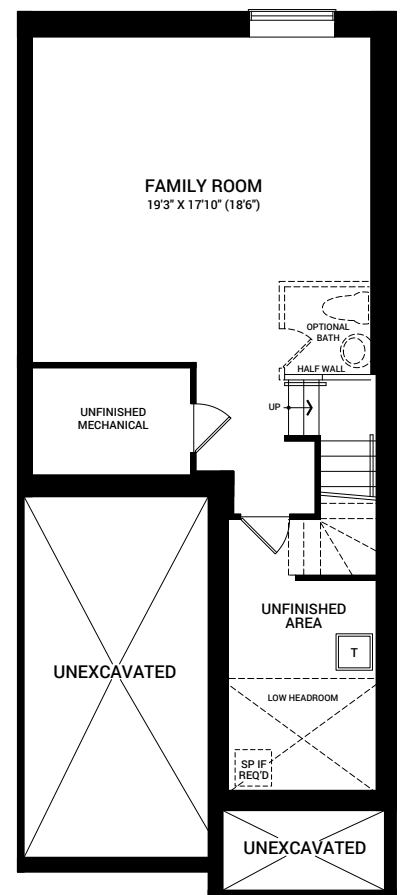 FAMILY ROOM
19'3" X 17'10" (18'6")
OPTIONAL
BATH
HALF WALL
UP
UNFINISHED
MECHANICAL
UNFINISHED
AREA
T
LOW HEADROOM
UNEXCAVATED
SP IF
REQ'D
UNEXCAVATED